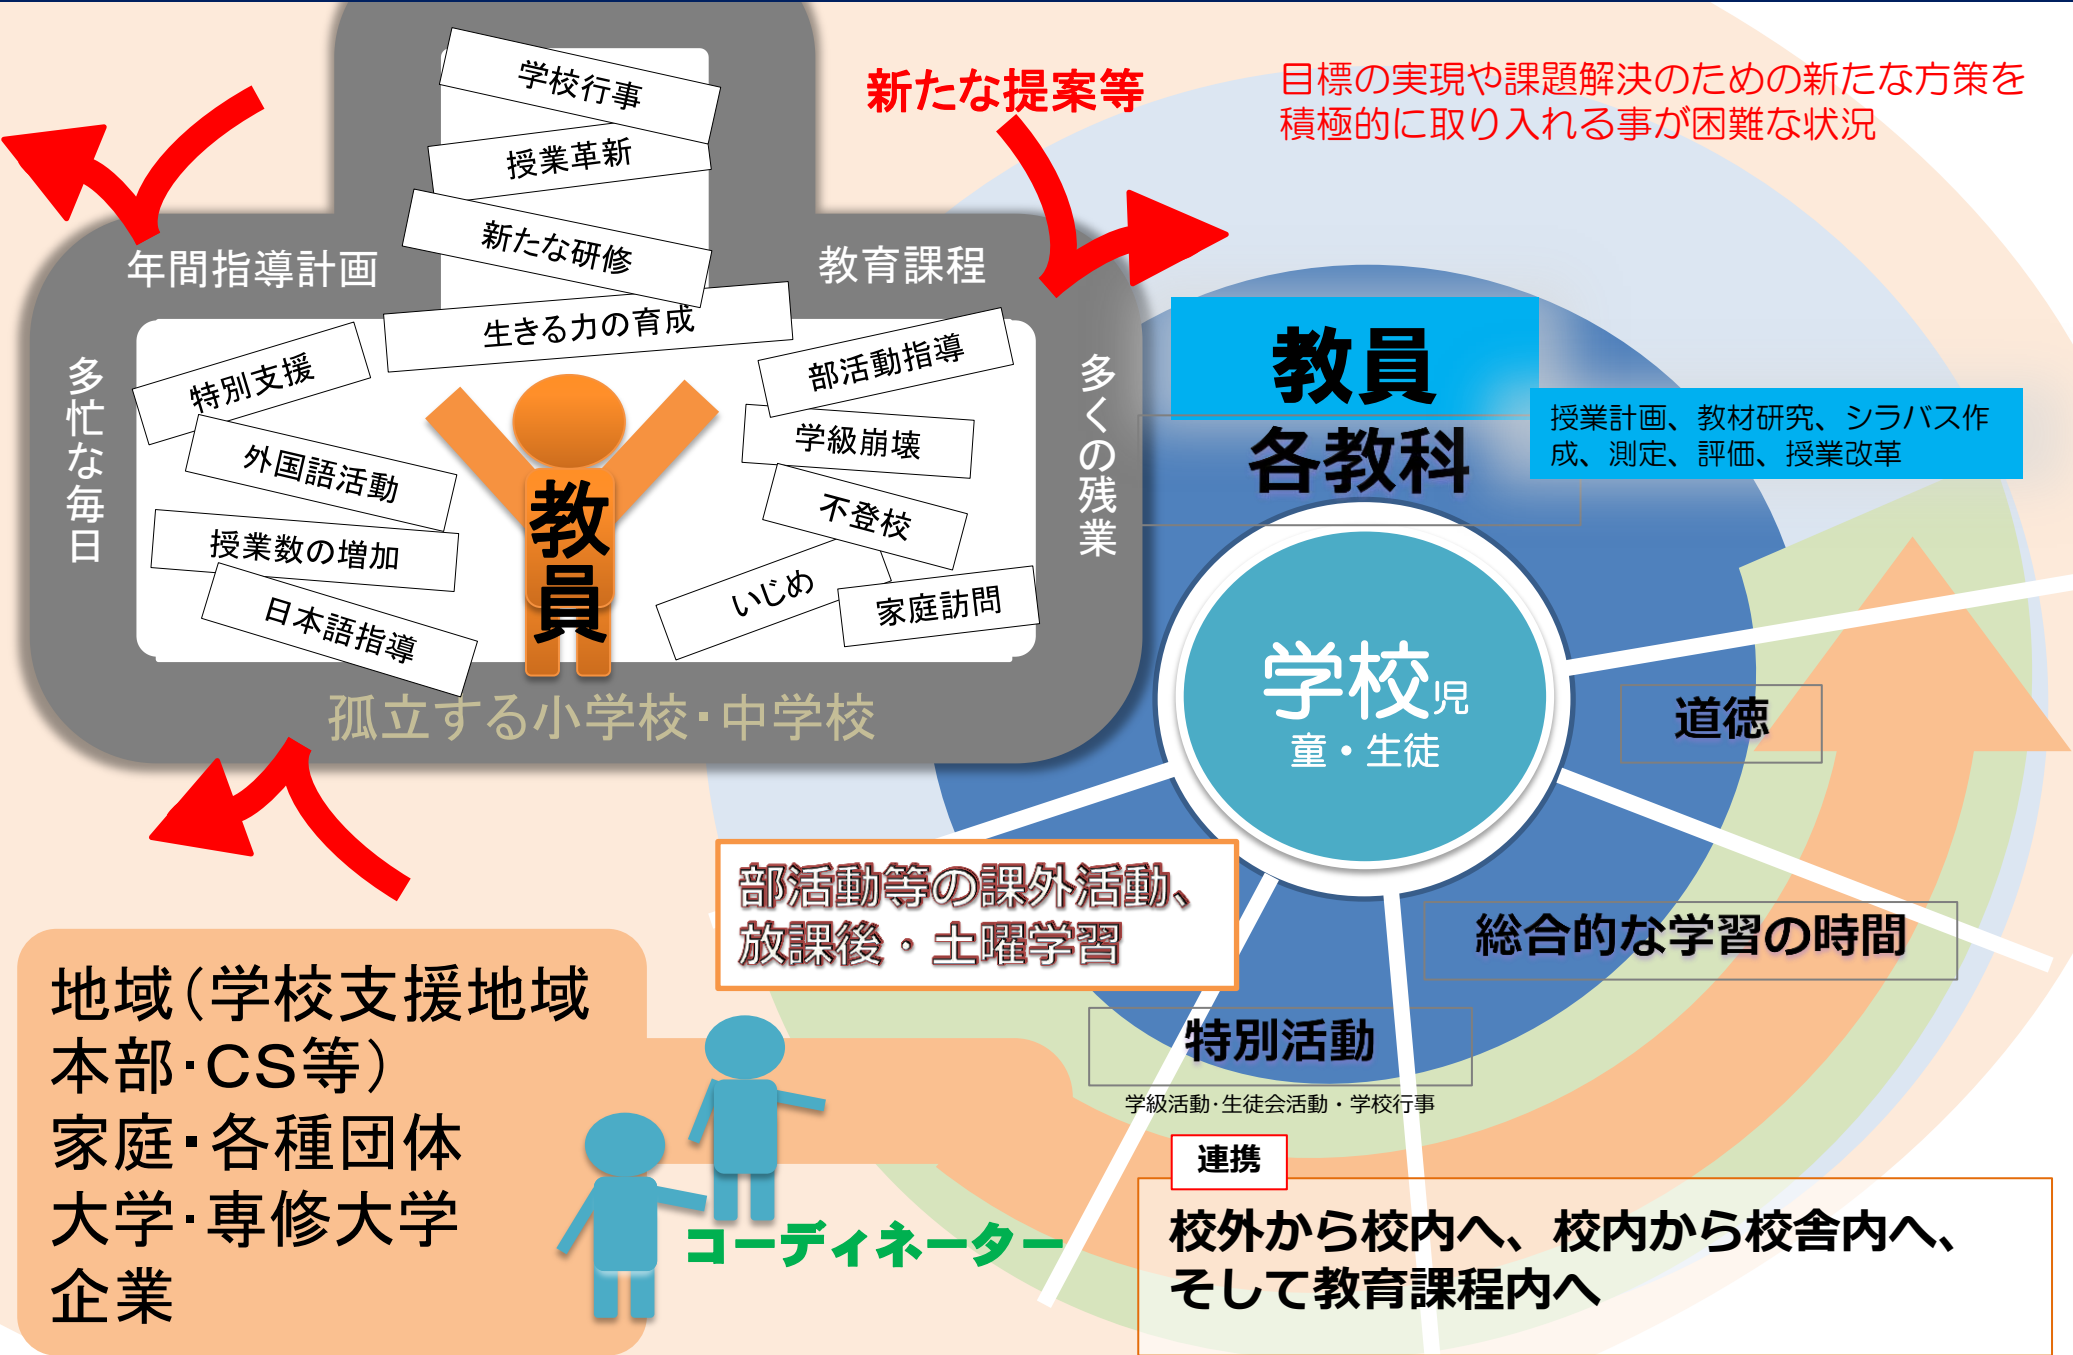 新たな提案等
目標の実現や課題解決のための新たな方策を
積極的に取り入れる事が困難な状況
学校行事
授業革新
新たな研修
年間指導計画
教育課程
生きる力の育成
多忙な毎日
特別支援
外国語活動
授業数の増加
日本語指導
教員
部活動指導
学級崩壊
不登校
いじめ
家庭訪問
多くの残業
孤立する小学校・中学校
教員
各教科
授業計画、教材研究、シラバス作
成、測定、評価、授業改革
学校児
童・生徒
道徳
総合的な学習の時間
特別活動
学級活動・生徒会活動・学校行事
部活動等の課外活動、
放課後・土曜学習
地域（学校支援地域
本部・CS等）
家庭・各種団体
大学・専修大学
企業
コーディネーター
連携
校外から校内へ、校内から校舎内へ、
そして教育課程内へ